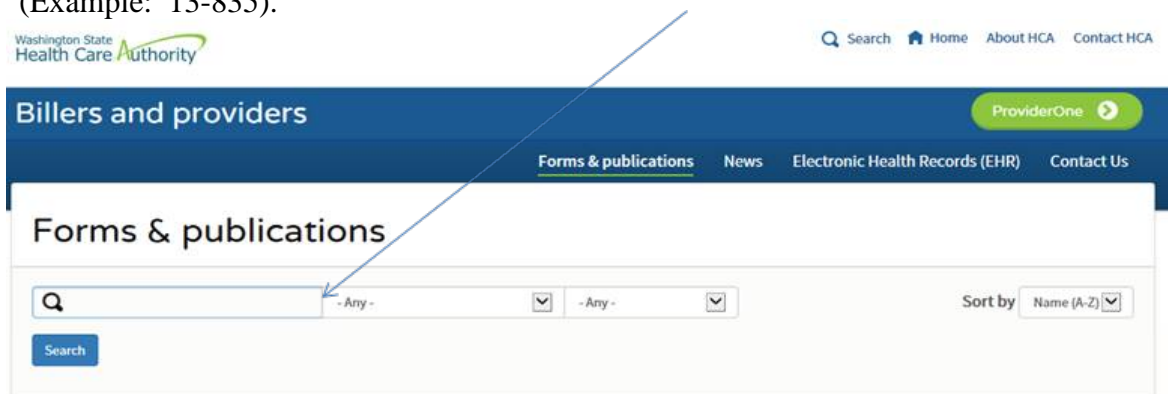 (Example: 13-835).
Washington State
Health Care Authority
Search Home About HCA Contact HCA
Billers and providers
ProviderOne
Forms & publications News Electronic Health Records (EHR) Contact Us
Forms & publications
- Any - - Any - Sort by Name (A-Z)
Search